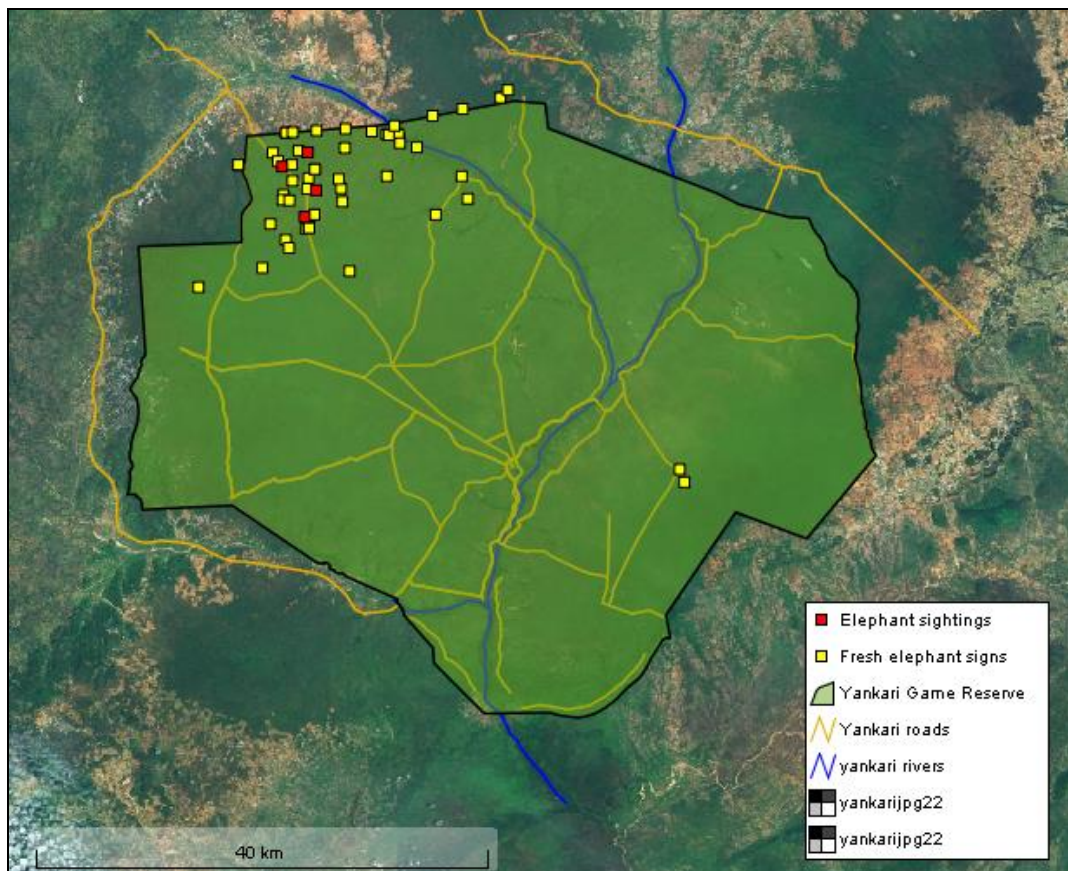 Elephant sightings
Fresh elephant signs
Yankari Game Reserve
Yankari roads
yankari rivers
yankarijpg22
yankarijpg22
40 km